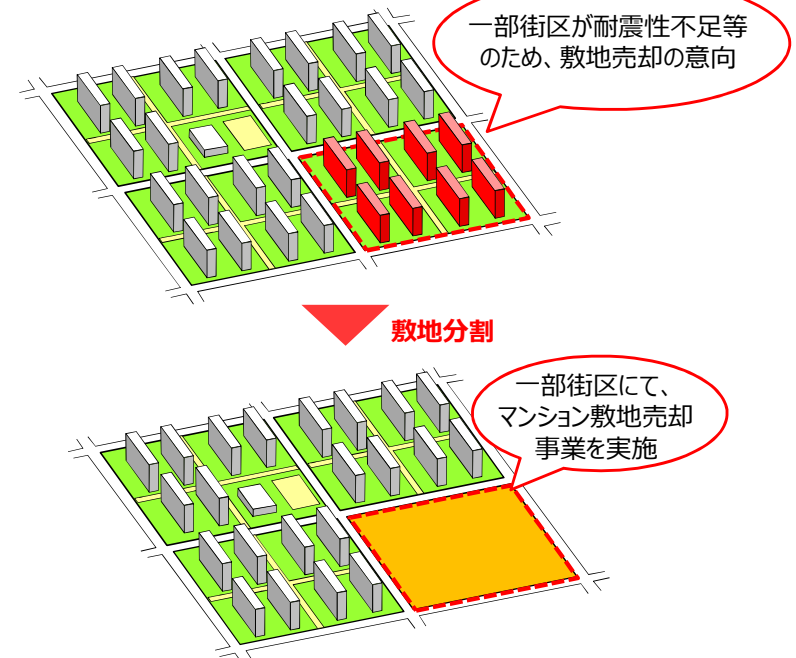 一部街区が耐震性不足等
のため、敷地売却の意向
敷地分割
一部街区にて、
マンション敷地売却
事業を実施